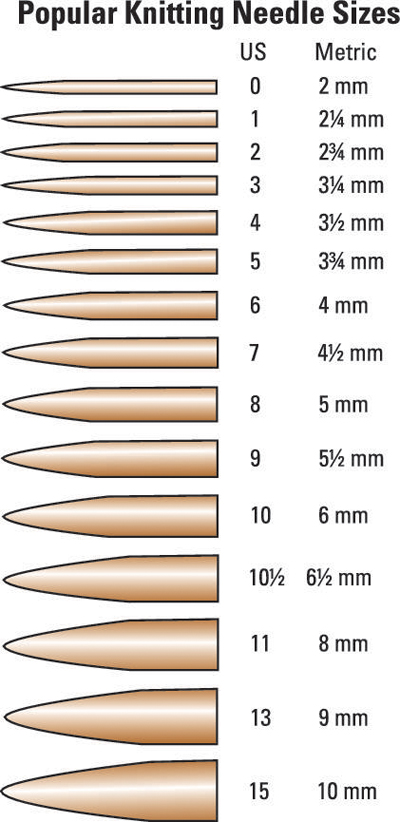 Popular Knitting Needle Sizes
US Metric
0 2 mm
1 2¼ mm
2 2¾ mm
3 3¼ mm
4 3½ mm
5 3¾ mm
6 4 mm
7 4½ mm
8 5 mm
9 5½ mm
10 6 mm
10½ 6½ mm
11 8 mm
13 9 mm
15 10 mm